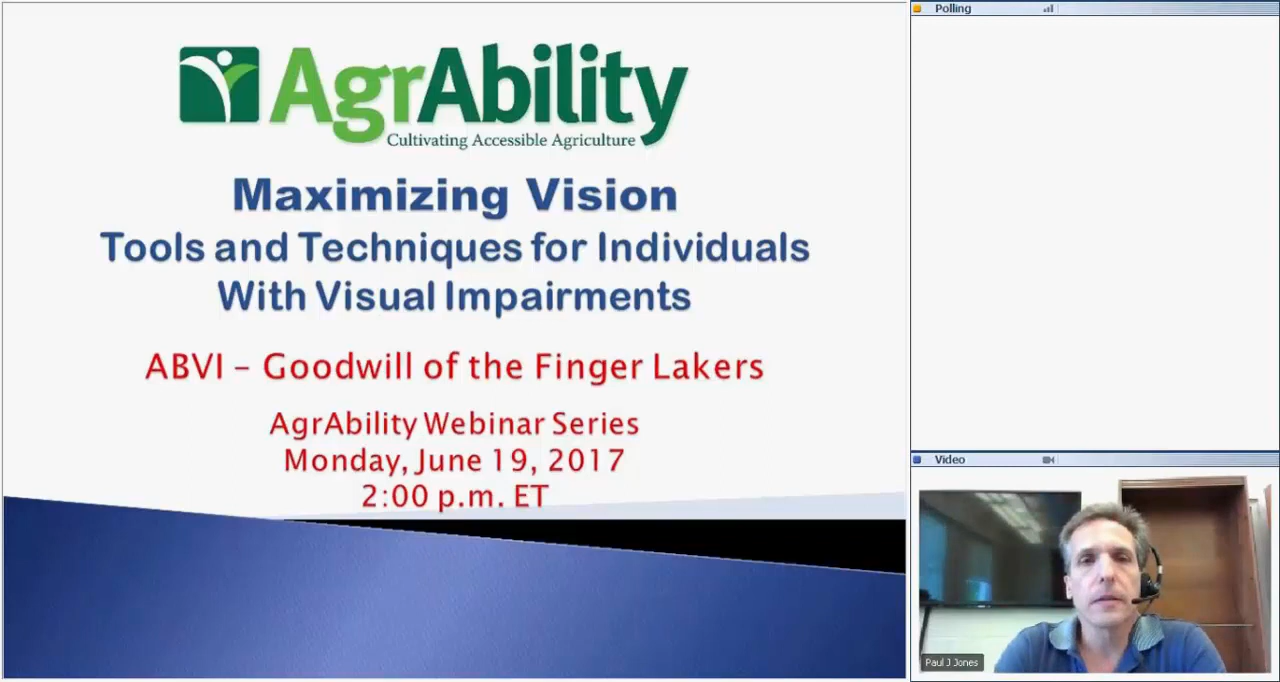 AgrAbility
Cultivating Accessible Agriculture
Maximizing Vision
Tools and Techniques for Individuals
With Visual Impairments
ABVI – Goodwill of the Finger Lakers
AgrAbility Webinar Series
Monday, June 19, 2017
2:00 p.m. ET
Polling
Video
Paul J Jones